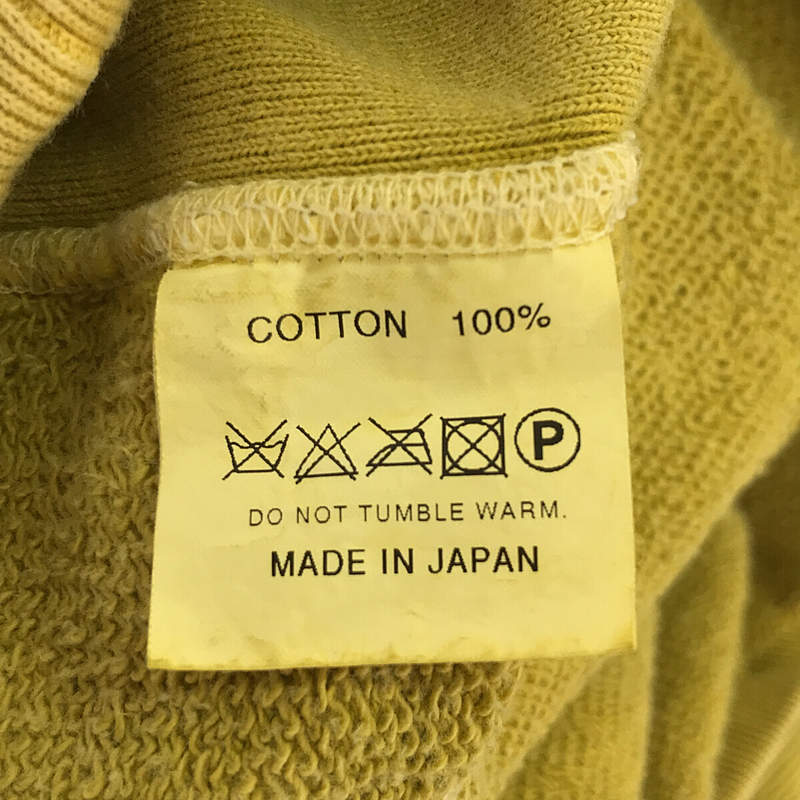 COTTON 100%
P
DO NOT TUMBLE WARM.
MADE IN JAPAN